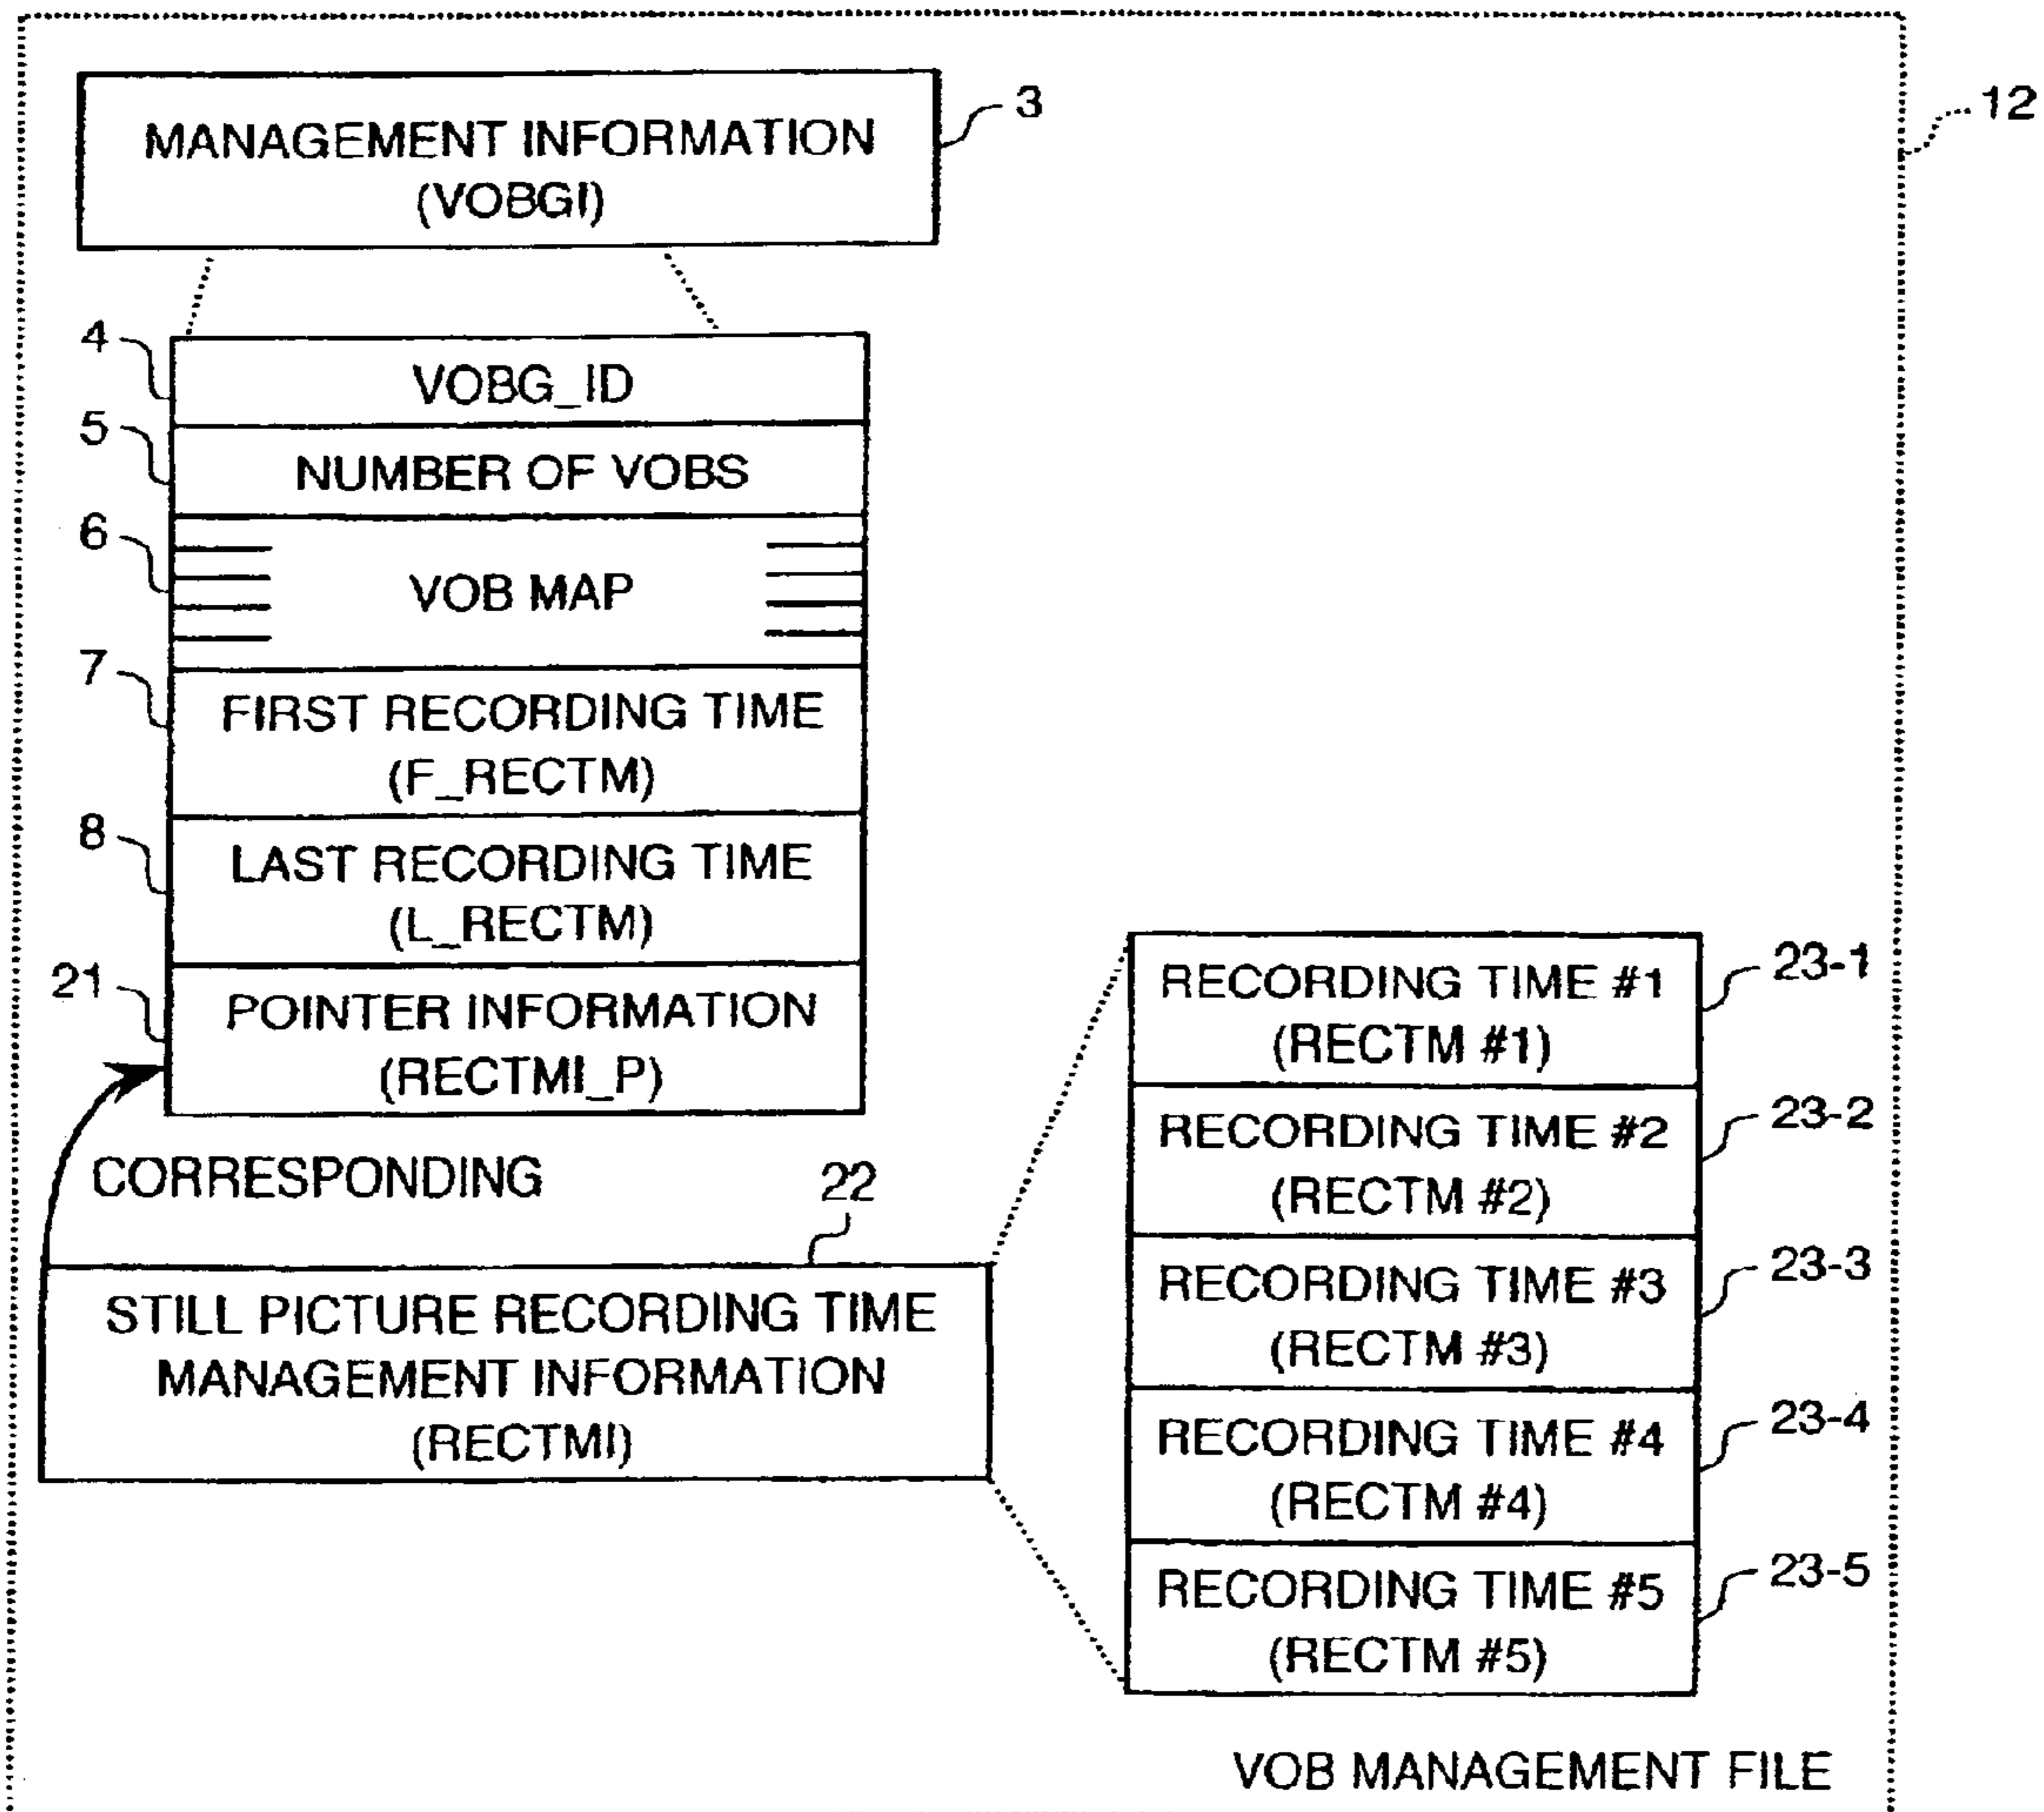 12
3
MANAGEMENT INFORMATION
(VOBGI)
4
VOBG_ID
5
NUMBER OF VOBS
6
VOB MAP
7
FIRST RECORDING TIME
(F_RECTM)
8
LAST RECORDING TIME
(L_RECTM)
21
POINTER INFORMATION
(RECTMI_P)
CORRESPONDING
22
STILL PICTURE RECORDING TIME
MANAGEMENT INFORMATION
(RECTMI)
RECORDING TIME #1
(RECTM #1)
23-1
RECORDING TIME #2
(RECTM #2)
23-2
RECORDING TIME #3
(RECTM #3)
23-3
RECORDING TIME #4
(RECTM #4)
23-4
RECORDING TIME #5
(RECTM #5)
23-5
VOB MANAGEMENT FILE